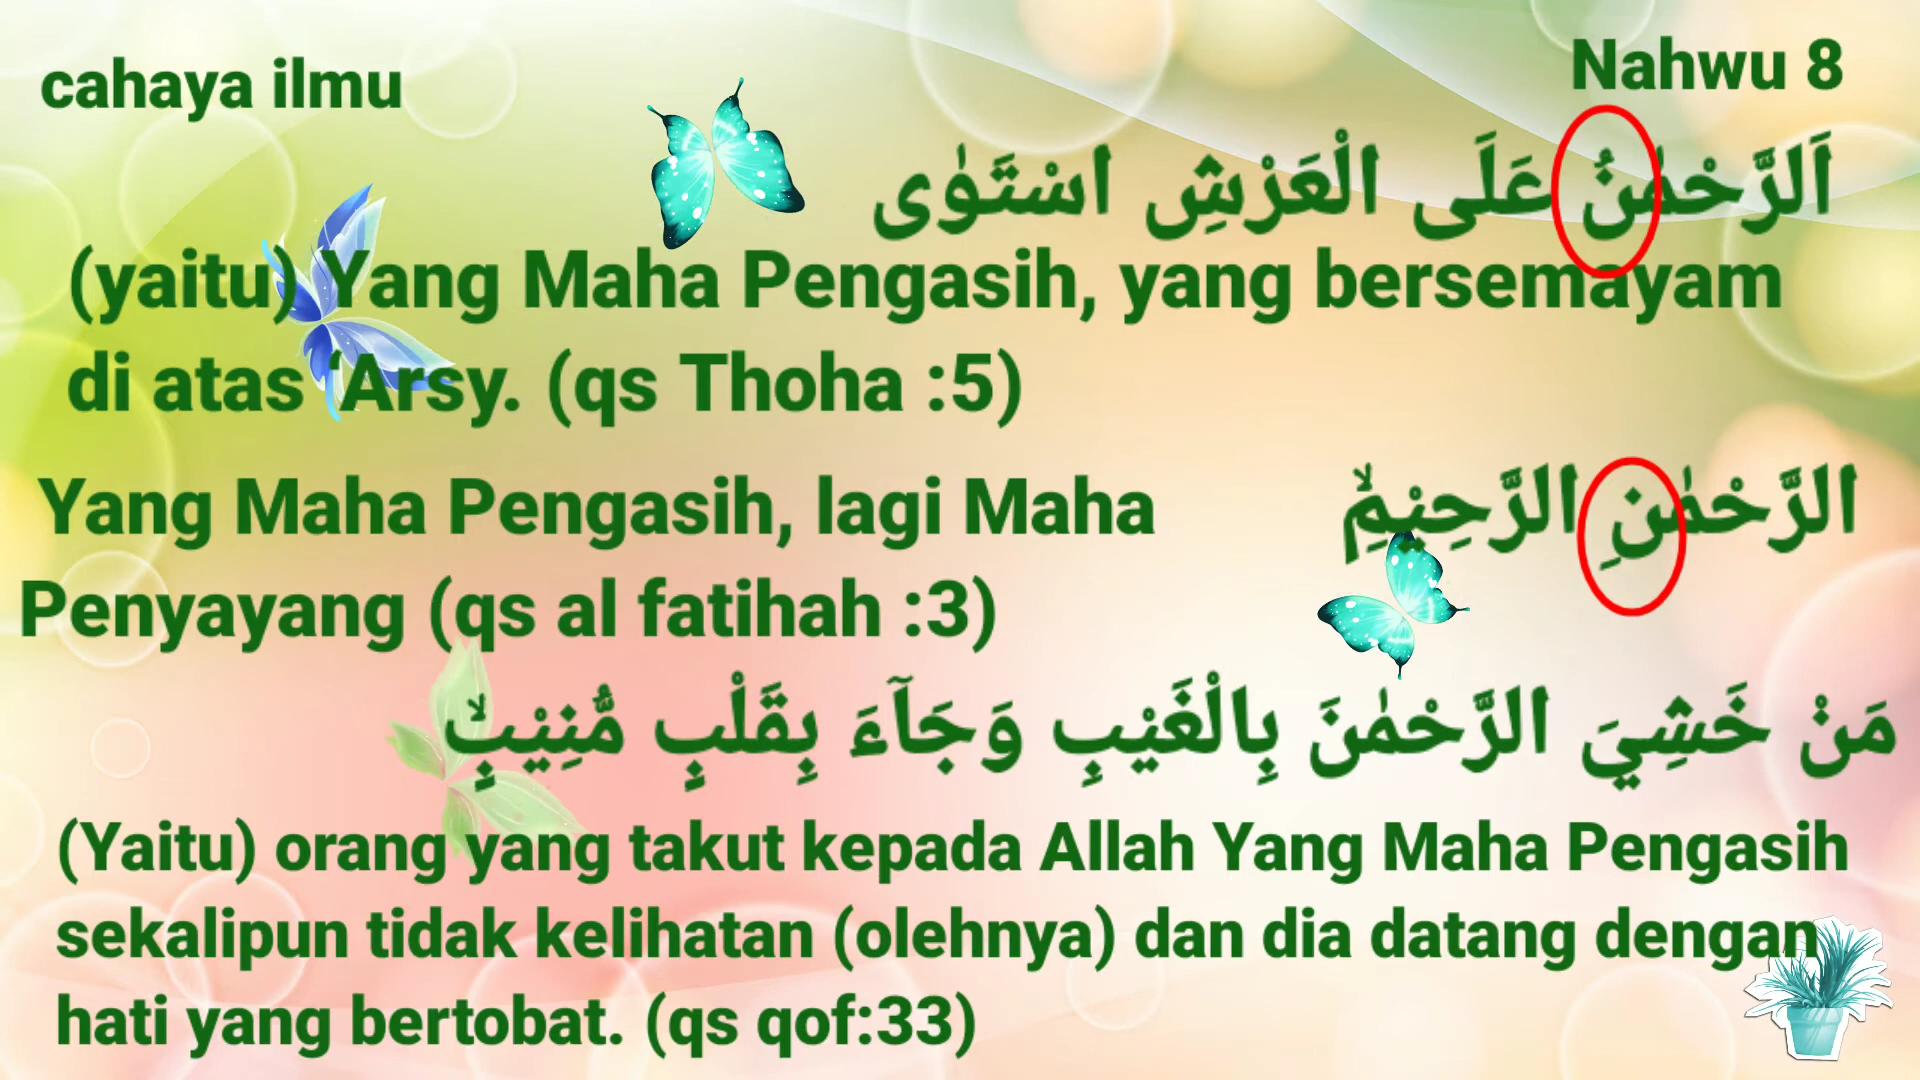 cahaya ilmu
Nahwu 8
اَلرَّحْمٰنُ عَلَى الْعَرْشِ اسْتَوٰى
(yaitu) Yang Maha Pengasih, yang bersemayam
di atas ‘Arsy. (qs Thoha :5)
الرَّحْمٰنِ الرَّحِيْمِۙ
Yang Maha Pengasih, lagi Maha
Penyayang (qs al fatihah :3)
مَنْ خَشِيَ الرَّحْمٰنَ بِالْغَيْبِ وَجَاۤءَ بِقَلْبٍ مُّنِيْبٍۙ
(Yaitu) orang yang takut kepada Allah Yang Maha Pengasih
sekalipun tidak kelihatan (olehnya) dan dia datang dengan
hati yang bertobat. (qs qof:33)